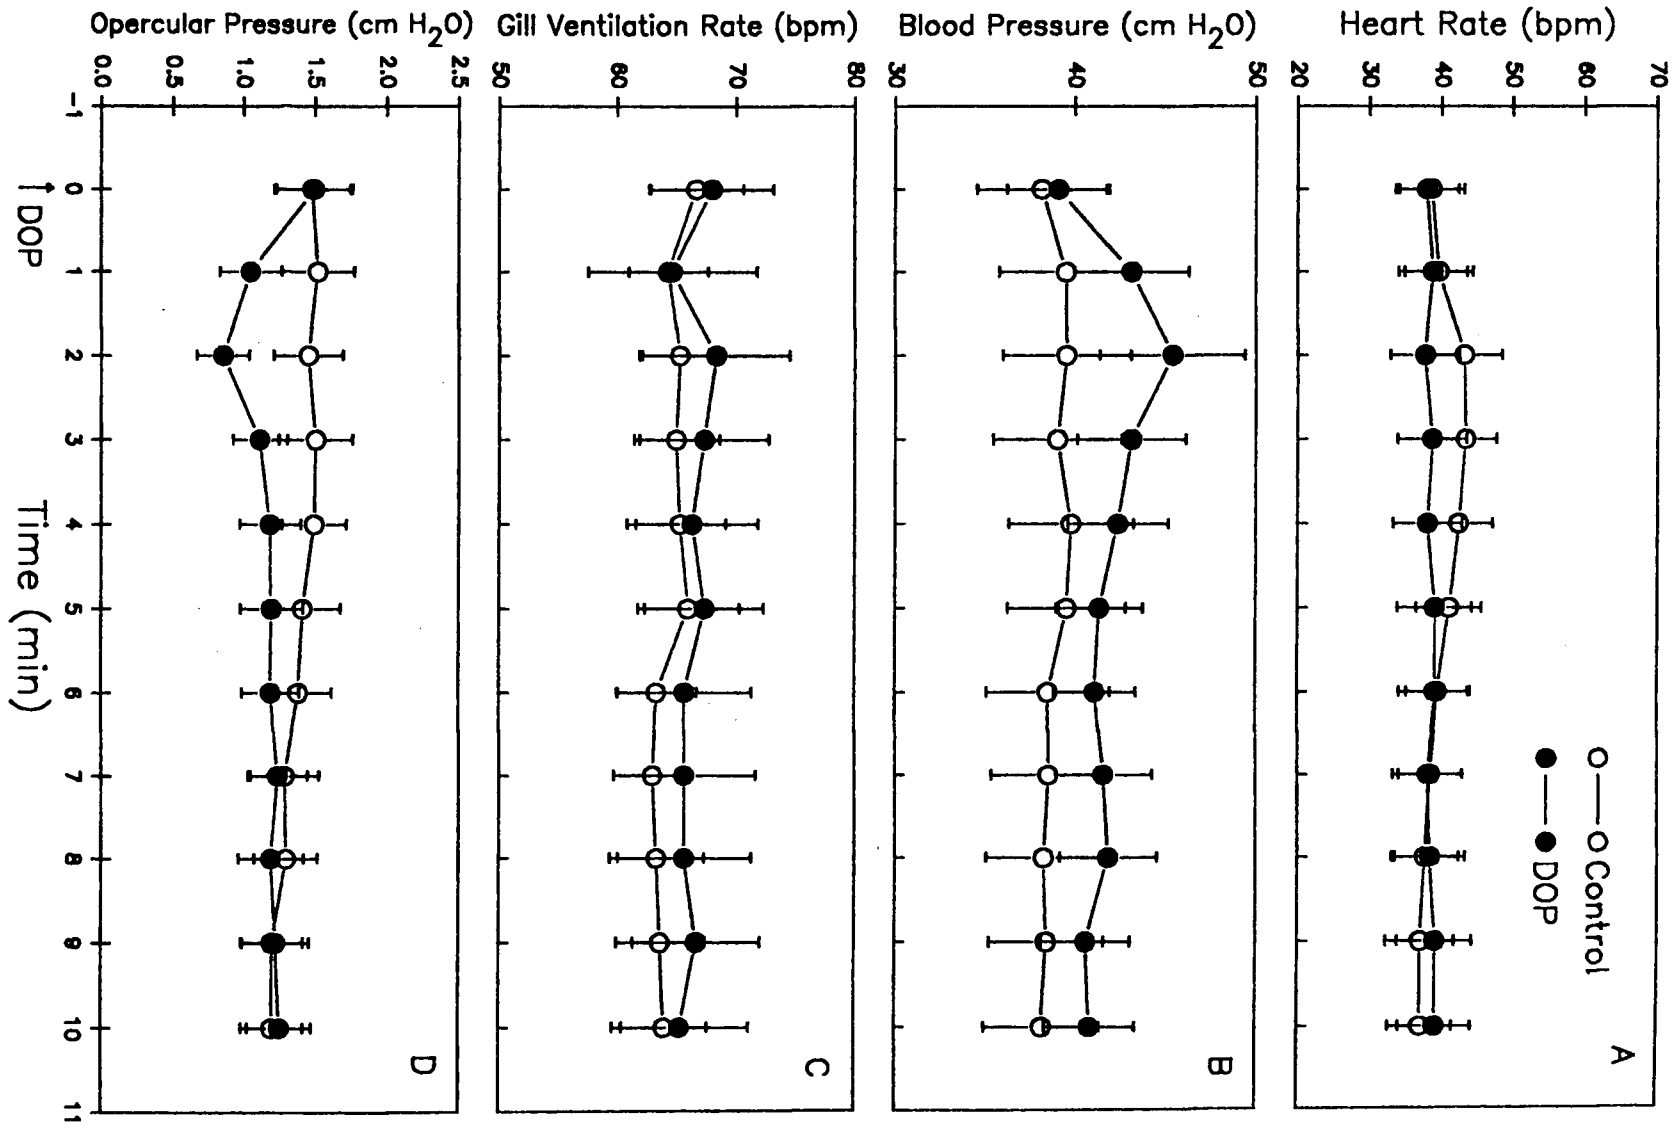 Heart Rate (bpm)
70
60
50
40
30
20
A
Control
DOP
Blood Pressure (cm H2O)
50
40
30
B
Gill Ventilation Rate (bpm)
80
70
60
50
C
Opercular Pressure (cm H2O)
2.5
2.0
1.5
1.0
0.5
0.0
D
-1 0 1 2 3 4 5 6 7 8 9 10 11
↑ DOP
Time (min)